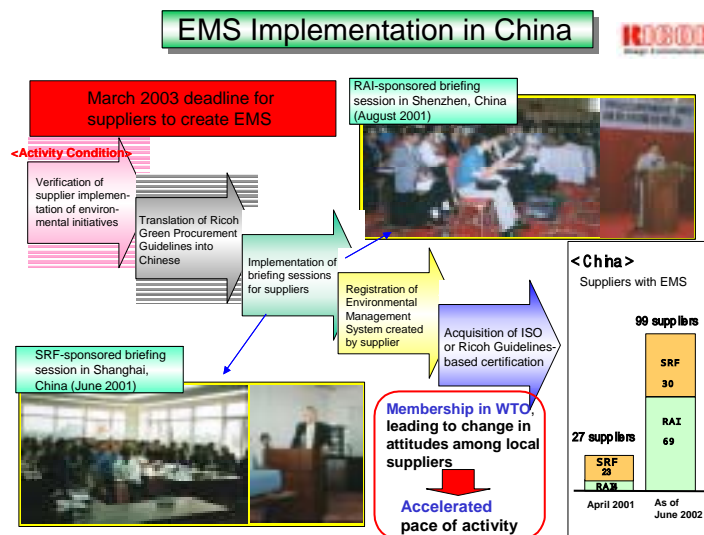 EMS Implementation in China
RICOH
Image Communication
March 2003 deadline for
suppliers to create EMS
RAI-sponsored briefing
session in Shenzhen, China
(August 2001)
<Activity Condition>
Verification of
supplier implemen-
tation of environ-
mental initiatives
Translation of Ricoh
Green Procurement
Guidelines into
Chinese
Implementation of
briefing sessions
for suppliers
Registration of
Environmental
Management
System created
by supplier
Acquisition of ISO
or Ricoh Guidelines-
based certification
SRF-sponsored briefing
session in Shanghai,
China (June 2001)
Membership in WTO,
leading to change in
attitudes among local
suppliers
Accelerated
pace of activity
<China>
Suppliers with EMS
99 suppliers
SRF
30
RAI
69
27 suppliers
SRF
23
RAI4
April 2001
As of
June 2002